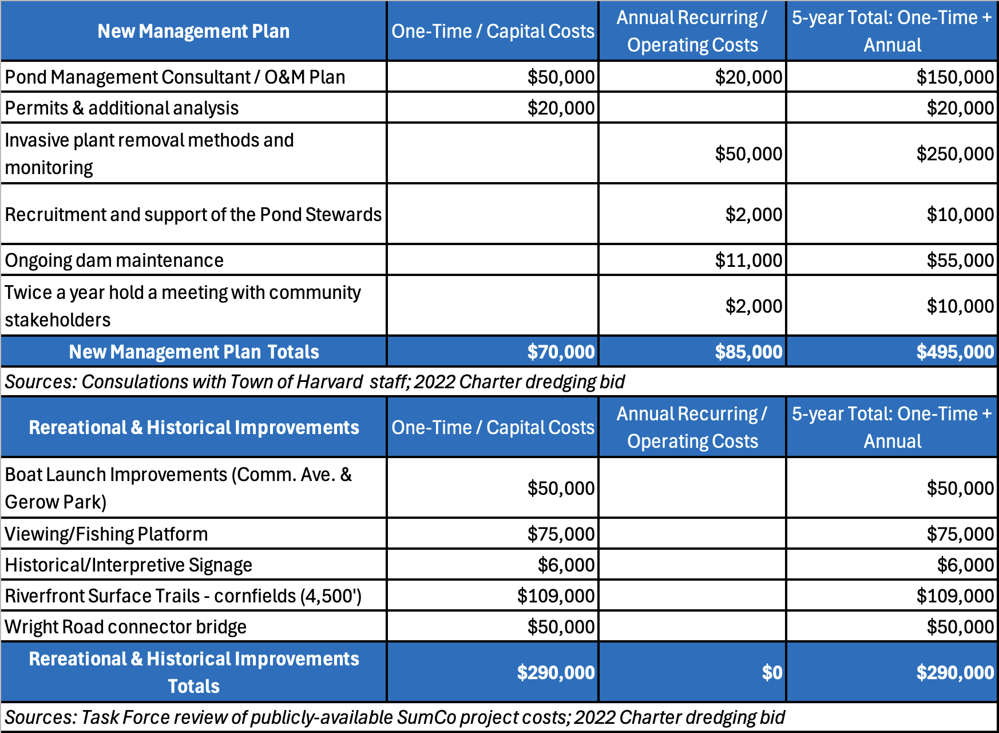 New Management Plan
One-Time / Capital Costs
Annual Recurring /
Operating Costs
5-year Total: One-Time +
Annual
Pond Management Consultant / O&M Plan
$50,000
$20,000
$150,000
Permits & additional analysis
$20,000
$20,000
Invasive plant removal methods and
monitoring
$50,000
$250,000
Recruitment and support of the Pond Stewards
$2,000
$10,000
Ongoing dam maintenance
$11,000
$55,000
Twice a year hold a meeting with community
stakeholders
$2,000
$10,000
New Management Plan Totals
$70,000
$85,000
$495,000
Sources: Consulations with Town of Harvard staff; 2022 Charter dredging bid
Rereational & Historical Improvements
One-Time / Capital Costs
Annual Recurring /
Operating Costs
5-year Total: One-Time +
Annual
Boat Launch Improvements (Comm. Ave. &
Gerow Park)
$50,000
$50,000
Viewing/Fishing Platform
$75,000
$75,000
Historical/Interpretive Signage
$6,000
$6,000
Riverfront Surface Trails - cornfields (4,500')
$109,000
$109,000
Wright Road connector bridge
$50,000
$50,000
Rereational & Historical Improvements
Totals
$290,000
$0
$290,000
Sources: Task Force review of publicly-available SumCo project costs; 2022 Charter dredging bid